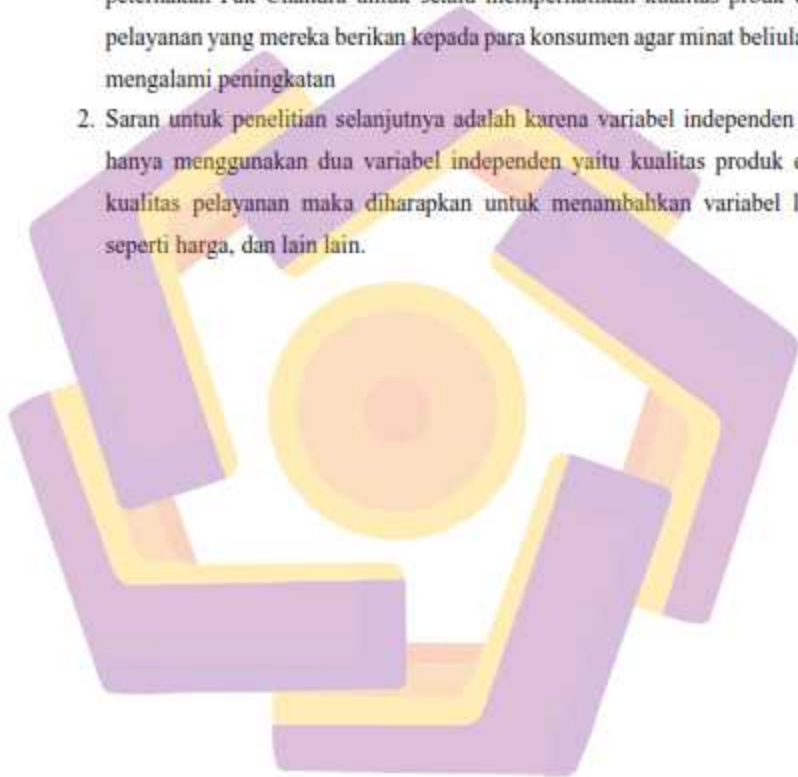 pelayanan yang mereka berikan kepada para konsumen agar minat
mengalami peningkatan
2. Saran untuk penelitian selanjutnya adalah karena variabel independen
hanya menggunakan dua variabel independen yaitu kualitas produk
kualitas pelayanan maka diharapkan untuk menambahkan variabel
seperti harga, dan lain lain.